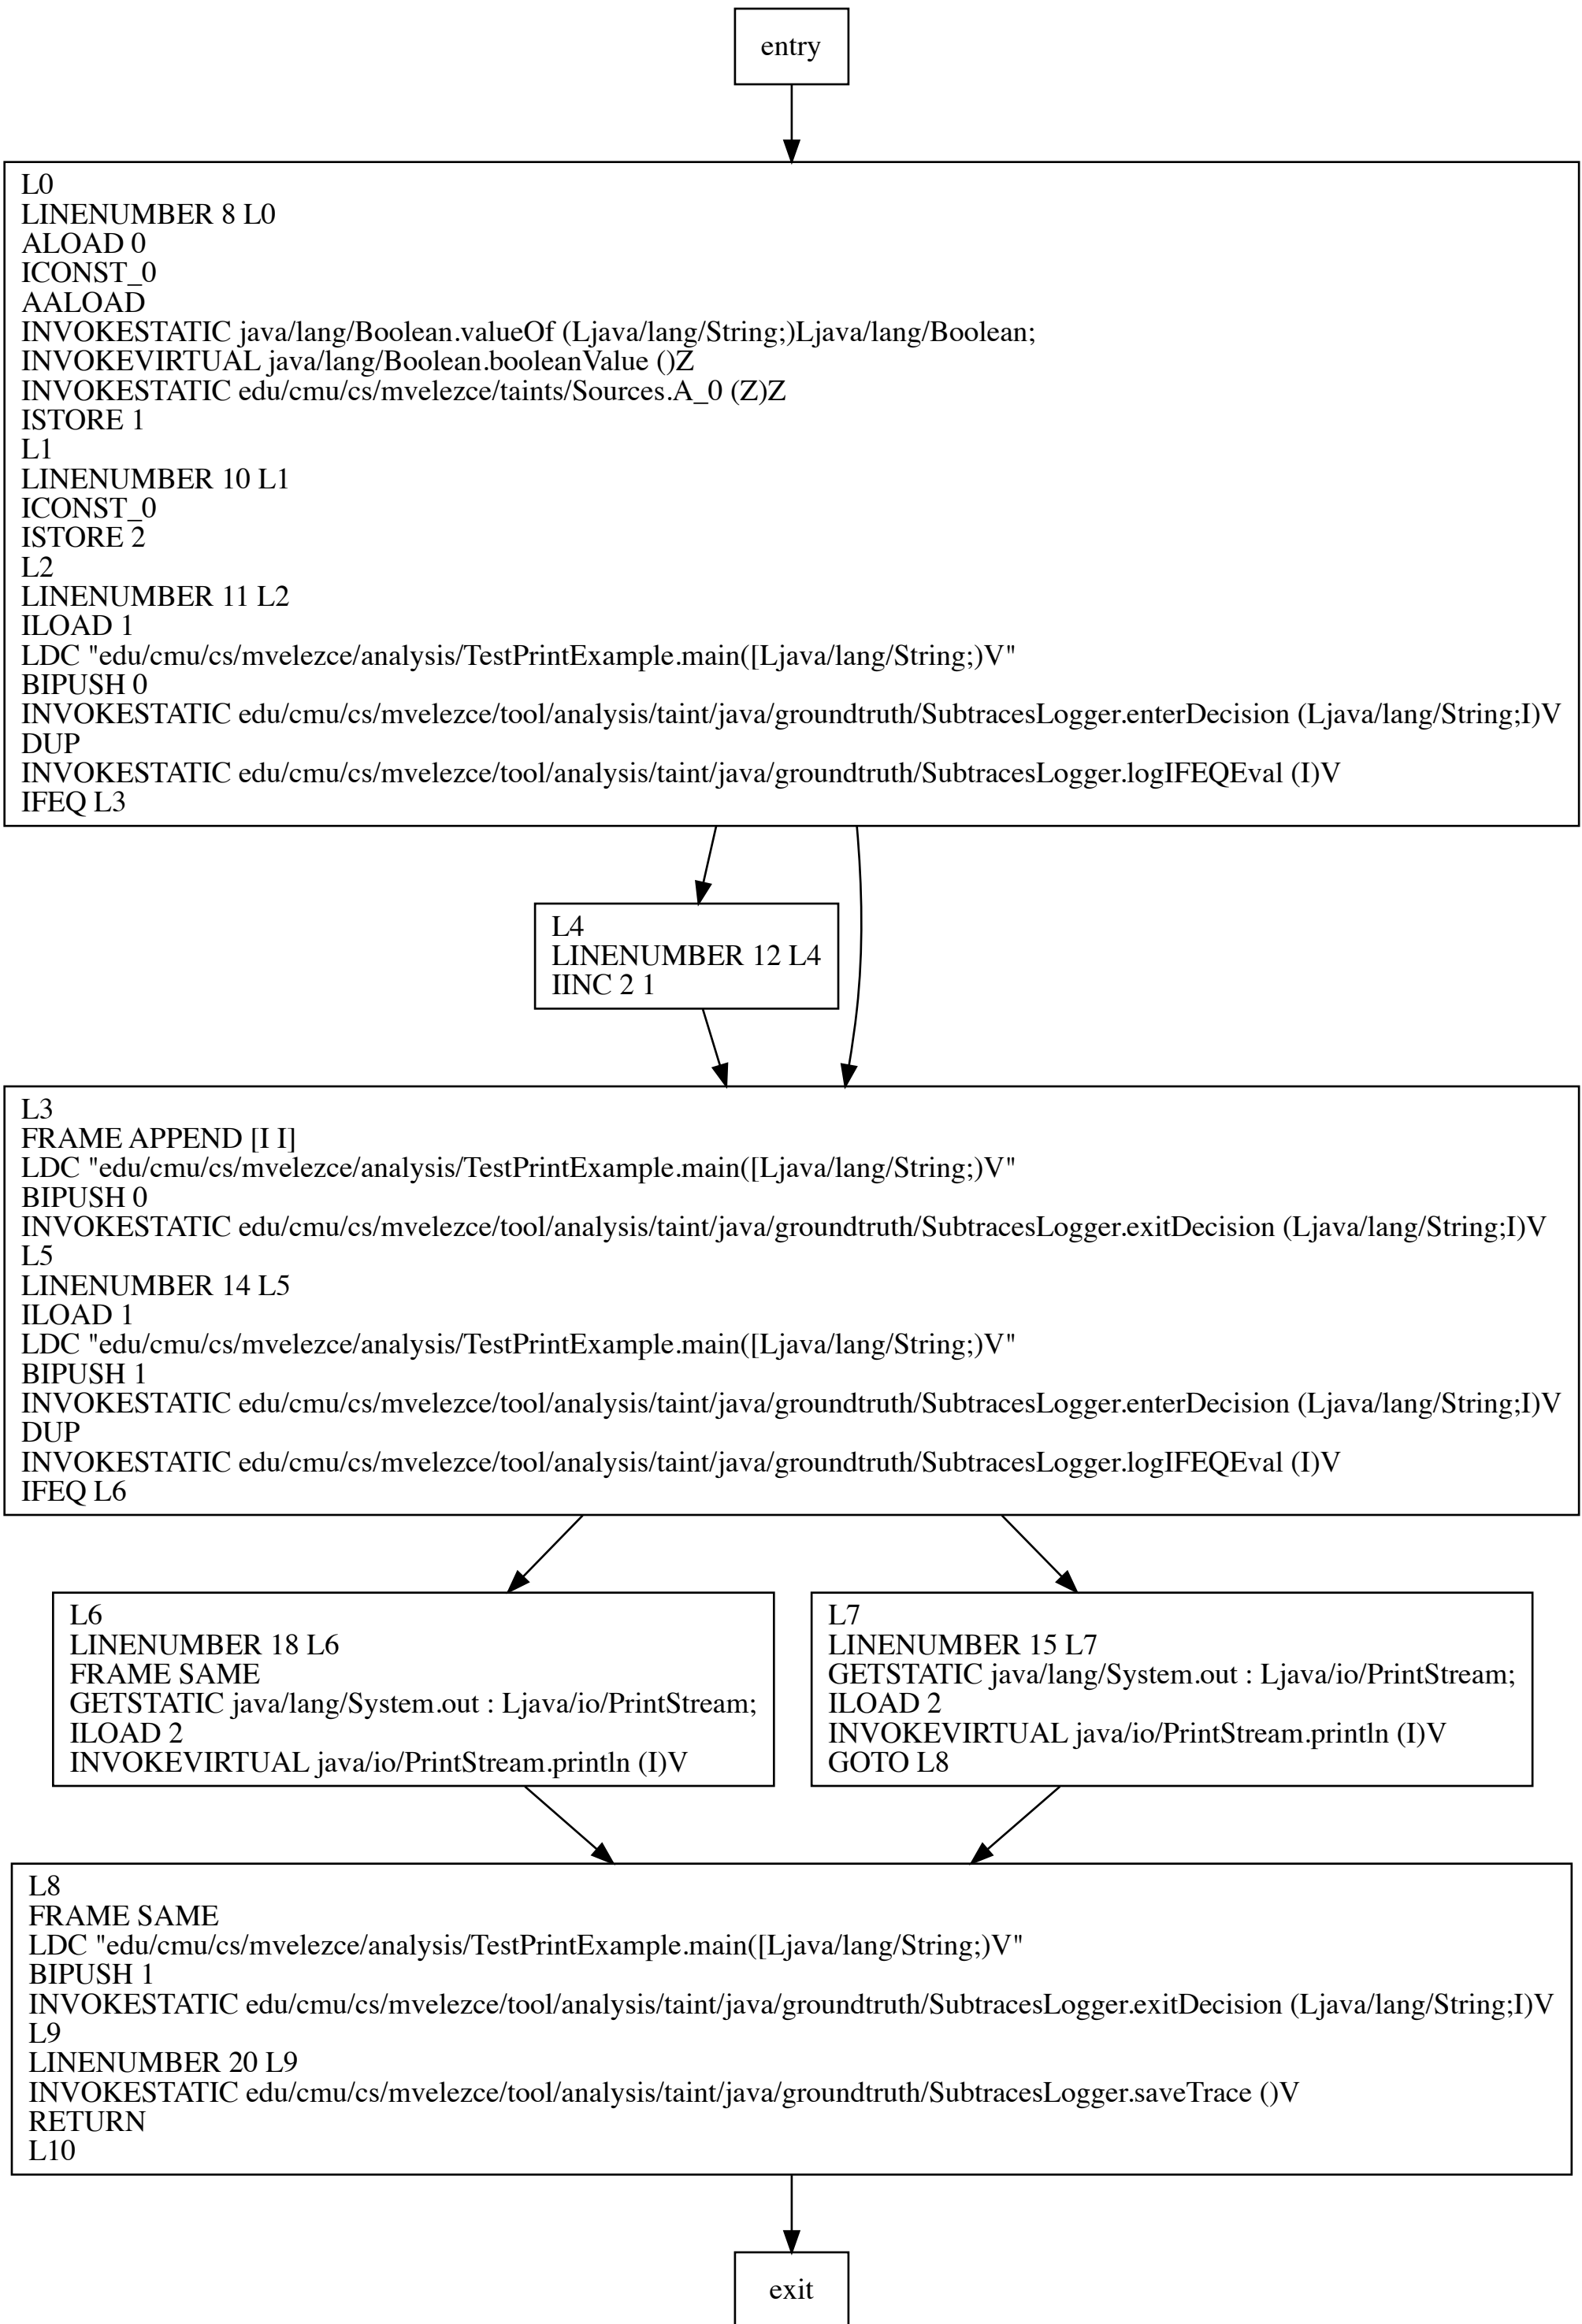 entry
L0
LINENUMBER 8 L0
ALOAD 0
ICONST_0
AALOAD
INVOKESTATIC java/lang/Boolean.valueOf (Ljava/lang/String;)Ljava/lang/Boolean;
INVOKEVIRTUAL java/lang/Boolean.booleanValue ()Z
INVOKESTATIC edu/cmu/cs/mvelezce/taints/Sources.A_0 (Z)Z
ISTORE 1
L1
LINENUMBER 10 L1
ICONST_0
ISTORE 2
L2
LINENUMBER 11 L2
ILOAD 1
LDC "edu/cmu/cs/mvelezce/analysis/TestPrintExample.main([Ljava/lang/String;)V"
BIPUSH 0
INVOKESTATIC edu/cmu/cs/mvelezce/tool/analysis/taint/java/groundtruth/SubtracesLogger.enterDecision (Ljava/lang/String;I)V
DUP
INVOKESTATIC edu/cmu/cs/mvelezce/tool/analysis/taint/java/groundtruth/SubtracesLogger.logIFEQEval (I)V
IFEQ L3
L4
LINENUMBER 12 L4
IINC 2 1
L3
FRAME APPEND [I I]
LDC "edu/cmu/cs/mvelezce/analysis/TestPrintExample.main([Ljava/lang/String;)V"
BIPUSH 0
INVOKESTATIC edu/cmu/cs/mvelezce/tool/analysis/taint/java/groundtruth/SubtracesLogger.exitDecision (Ljava/lang/String;I)V
L5
LINENUMBER 14 L5
ILOAD 1
LDC "edu/cmu/cs/mvelezce/analysis/TestPrintExample.main([Ljava/lang/String;)V"
BIPUSH 1
INVOKESTATIC edu/cmu/cs/mvelezce/tool/analysis/taint/java/groundtruth/SubtracesLogger.enterDecision (Ljava/lang/String;I)V
DUP
INVOKESTATIC edu/cmu/cs/mvelezce/tool/analysis/taint/java/groundtruth/SubtracesLogger.logIFEQEval (I)V
IFEQ L6
L6
LINENUMBER 18 L6
FRAME SAME
GETSTATIC java/lang/System.out : Ljava/io/PrintStream;
ILOAD 2
INVOKEVIRTUAL java/io/PrintStream.println (I)V
L7
LINENUMBER 15 L7
GETSTATIC java/lang/System.out : Ljava/io/PrintStream;
ILOAD 2
INVOKEVIRTUAL java/io/PrintStream.println (I)V
GOTO L8
L8
FRAME SAME
LDC "edu/cmu/cs/mvelezce/analysis/TestPrintExample.main([Ljava/lang/String;)V"
BIPUSH 1
INVOKESTATIC edu/cmu/cs/mvelezce/tool/analysis/taint/java/groundtruth/SubtracesLogger.exitDecision (Ljava/lang/String;I)V
L9
LINENUMBER 20 L9
INVOKESTATIC edu/cmu/cs/mvelezce/tool/analysis/taint/java/groundtruth/SubtracesLogger.saveTrace ()V
RETURN
L10
exit